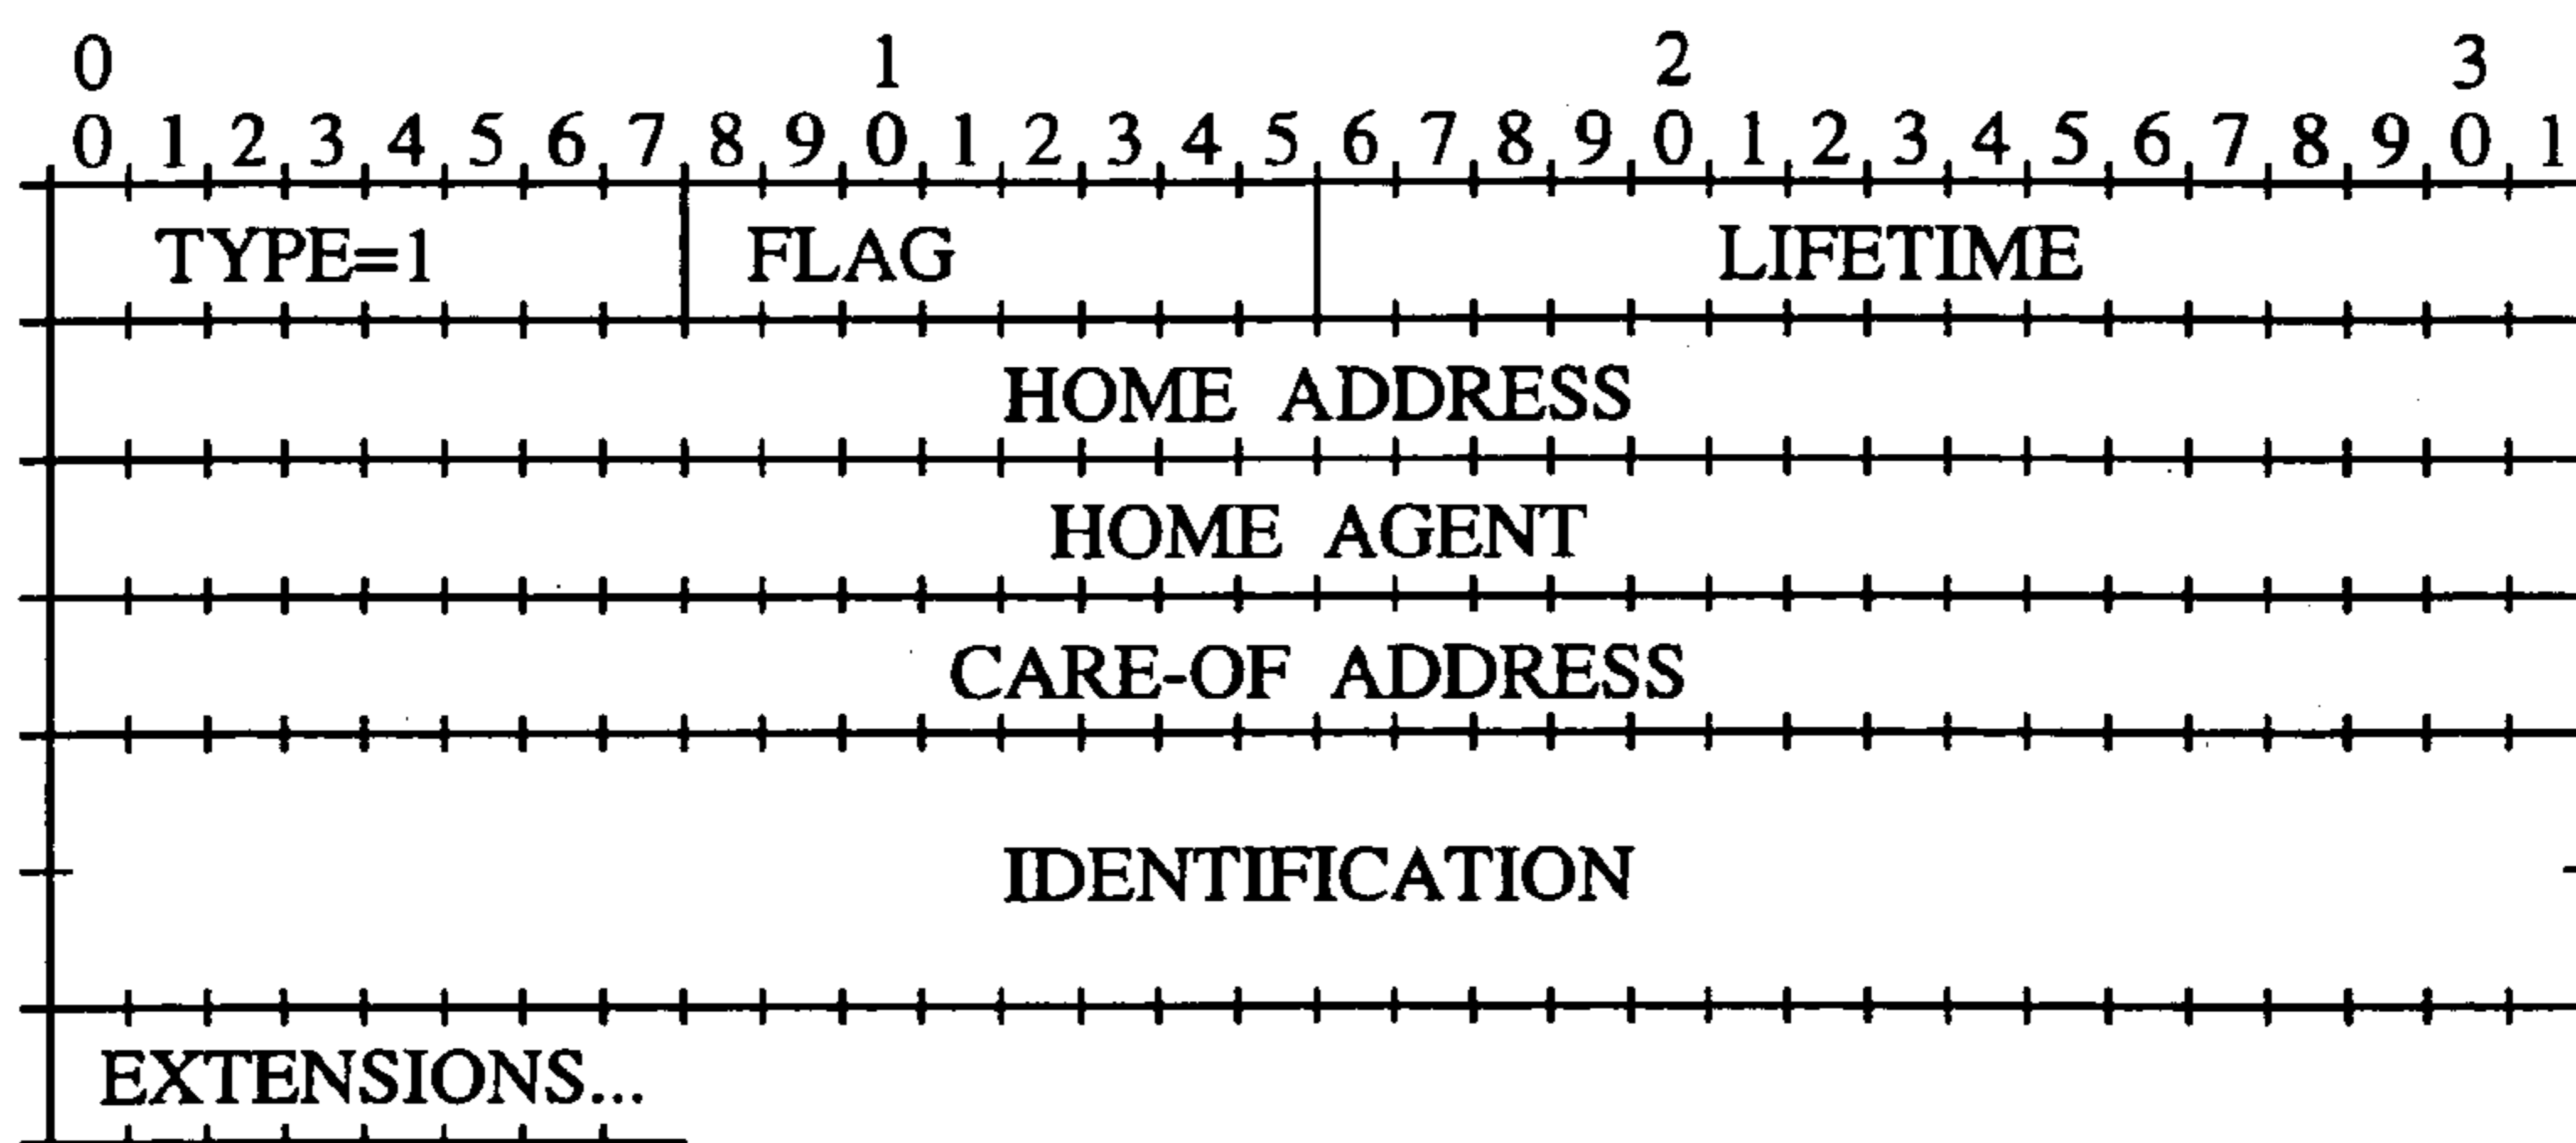 0 1 2 3
0 1 2 3 4 5 6 7 8 9 0 1 2 3 4 5 6 7 8 9 0 1 2 3 4 5 6 7 8 9 0 1
TYPE=1 FLAG LIFETIME
HOME ADDRESS
HOME AGENT
CARE-OF ADDRESS
IDENTIFICATION
EXTENSIONS...